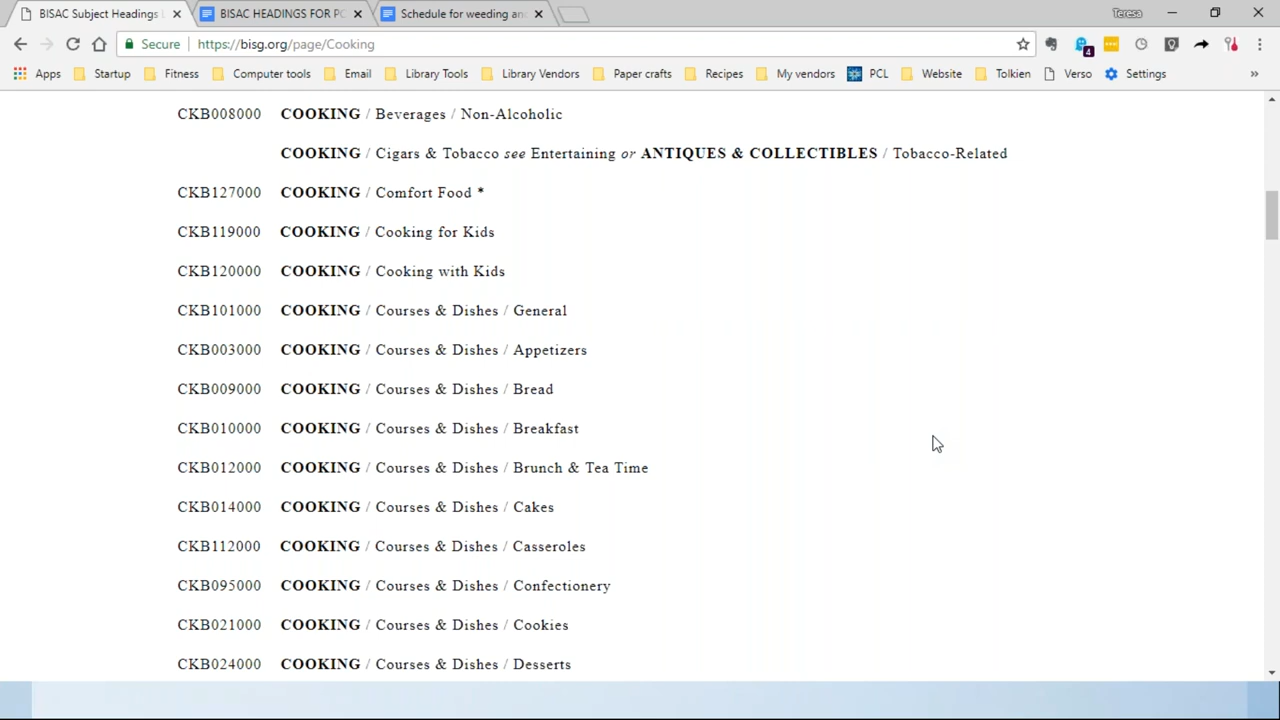 BISAC Subject Headings L
BISAC HEADINGS FOR PC
Schedule for weeding an
Teresa
Secure
https://bisg.org/page/Cooking
4
Apps Startup Fitness Computer tools Email Library Tools Library Vendors Paper crafts Recipes My vendors PCL Website Tolkien Verso Settings »
CKB008000 COOKING / Beverages / Non-Alcoholic
COOKING / Cigars & Tobacco see Entertaining or ANTIQUES & COLLECTIBLES / Tobacco-Related
CKB127000 COOKING / Comfort Food *
CKB119000 COOKING / Cooking for Kids
CKB120000 COOKING / Cooking with Kids
CKB101000 COOKING / Courses & Dishes / General
CKB003000 COOKING / Courses & Dishes / Appetizers
CKB009000 COOKING / Courses & Dishes / Bread
CKB010000 COOKING / Courses & Dishes / Breakfast
CKB012000 COOKING / Courses & Dishes / Brunch & Tea Time
CKB014000 COOKING / Courses & Dishes / Cakes
CKB112000 COOKING / Courses & Dishes / Casseroles
CKB095000 COOKING / Courses & Dishes / Confectionery
CKB021000 COOKING / Courses & Dishes / Cookies
CKB024000 COOKING / Courses & Dishes / Desserts